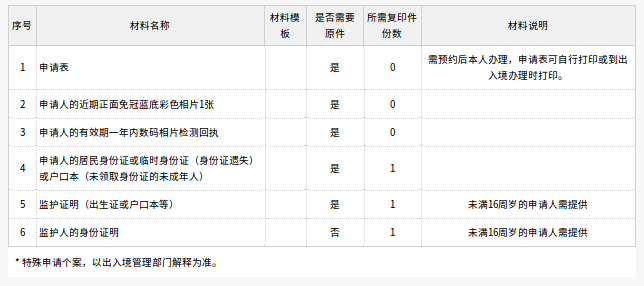 序号 材料名称 材料模板 是否需要原件 所需复印件份数 材料说明
1 申请表 是 0 需预约后本人办理，申请表可自行打印或到出入境办理时打印。
2 申请人的近期正面免冠蓝底彩色相片1张 是 0
3 申请人的有效期一年内数码相片检测回执 是 0
4 申请人的居民身份证或临时身份证（身份证遗失）或户口本（未领取身份证的未成年人） 是 1
5 监护证明（出生证或户口本等） 是 1 未满16周岁的申请人需提供
6 监护人的身份证明 否 1 未满16周岁的申请人需提供
* 特殊申请个案，以出入境管理部门解释为准。